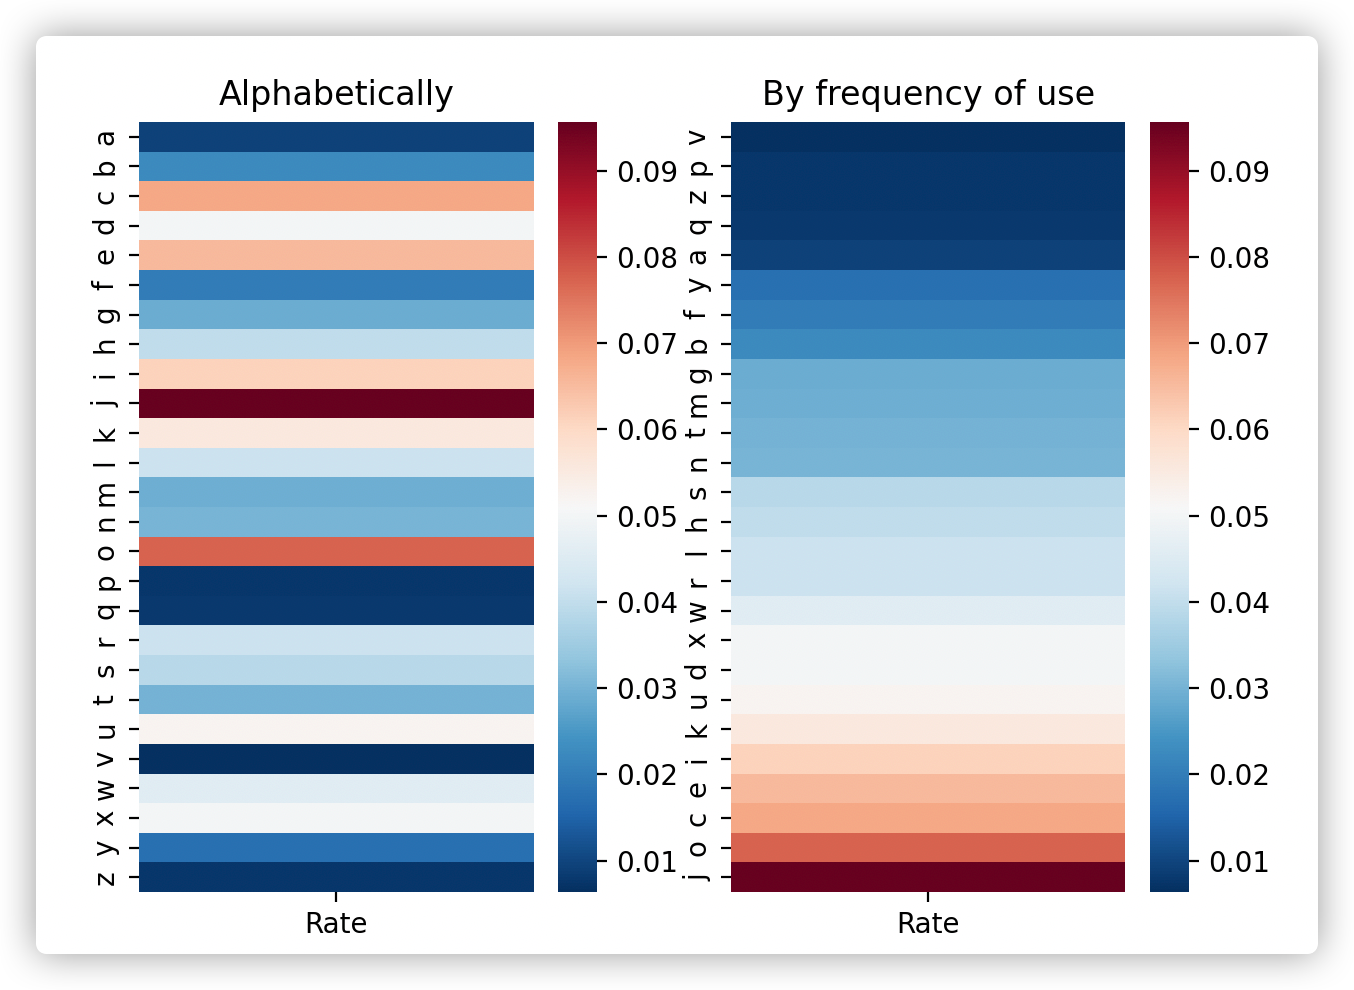 Alphabetically
a
b
c
d
e
f
g
h
i
j
k
l
m
n
o
p
q
r
s
t
u
v
w
x
y
z
Rate
0.09
0.08
0.07
0.06
0.05
0.04
0.03
0.02
0.01
By frequency of use
v
p
z
q
a
y
f
b
g
m
t
n
s
h
l
r
w
x
d
u
k
i
e
c
o
j
Rate
0.09
0.08
0.07
0.06
0.05
0.04
0.03
0.02
0.01